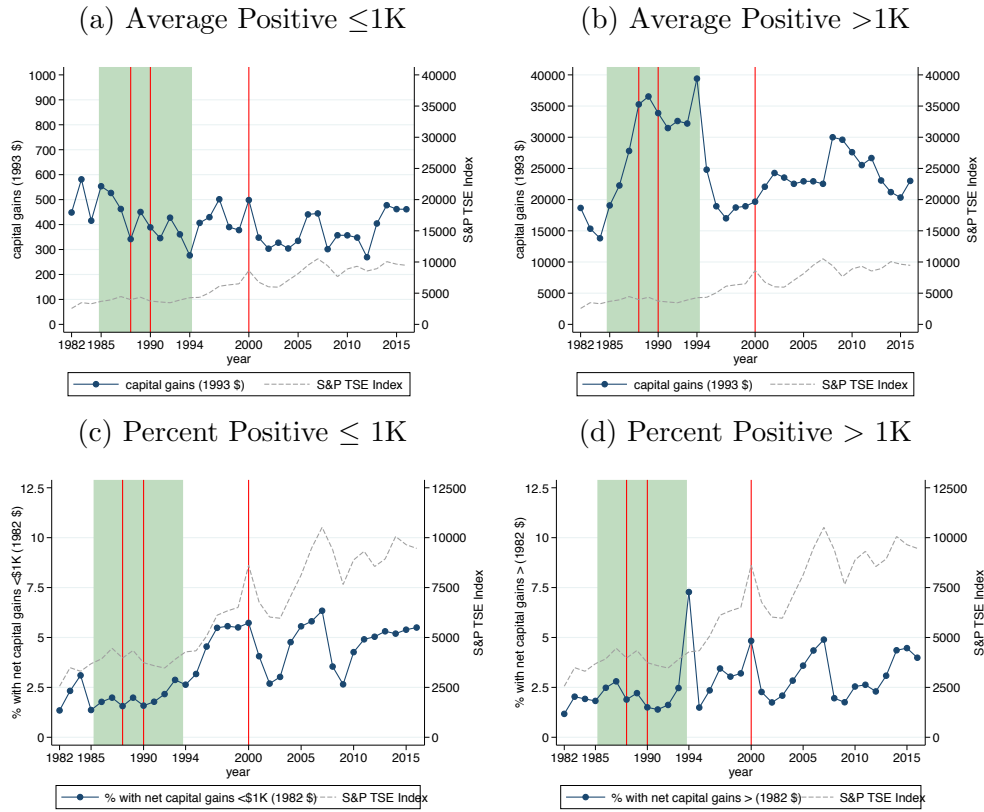 (a) Average Positive ≤1K
1000
900
800
700
600
500
400
300
200
100
0
capital gains (1993 $)
40000
35000
30000
25000
20000
15000
10000
5000
0
S&P TSE Index
1982 1985 1990 1994 2000 2005 2010 2015
year
capital gains (1993 $) S&P TSE Index
(b) Average Positive >1K
40000
35000
30000
25000
20000
15000
10000
5000
0
capital gains (1993 $)
40000
35000
30000
25000
20000
15000
10000
5000
0
S&P TSE Index
1982 1985 1990 1994 2000 2005 2010 2015
year
capital gains (1993 $) S&P TSE Index
(c) Percent Positive ≤ 1K
12.5
10
7.5
5
2.5
0
% with net capital gains <$1K (1982 $)
12500
10000
7500
5000
2500
0
S&P TSE Index
1982 1985 1990 2000 2005 2010 2015
year
% with net capital gains <$1K (1982 $) S&P TSE Index
(d) Percent Positive > 1K
12.5
10
7.5
5
2.5
0
% with net capital gains > (1982 $)
12500
10000
7500
5000
2500
0
S&P TSE Index
1982 1985 1990 2000 2005 2010 2015
year
% with net capital gains > (1982 $) S&P TSE Index